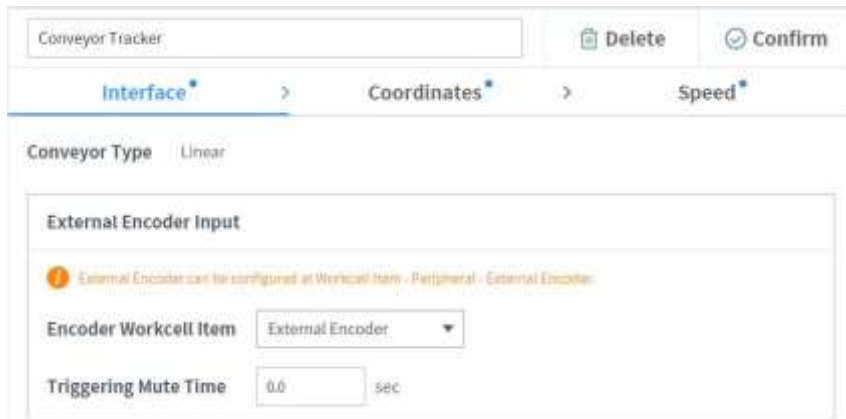 Conveyor Tracker Delete Confirm
Interface > Coordinates > Speed
Conveyor Type Linear
External Encoder Input
External Encoder can be configured at Workcell Item - Peripheral - External Encoder.
Encoder Workcell Item External Encoder
Triggering Mute Time 0.0 sec